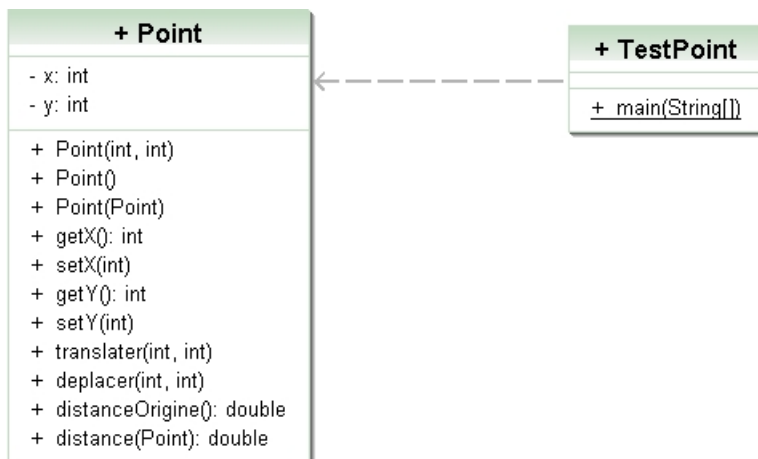 + Point
- x: int
- y: int
+ Point(int, int)
+ Point()
+ Point(Point)
+ getX(): int
+ setX(int)
+ getY(): int
+ setY(int)
+ translater(int, int)
+ deplacer(int, int)
+ distanceOrigine(): double
+ distance(Point): double
+ TestPoint
+ main(String[])